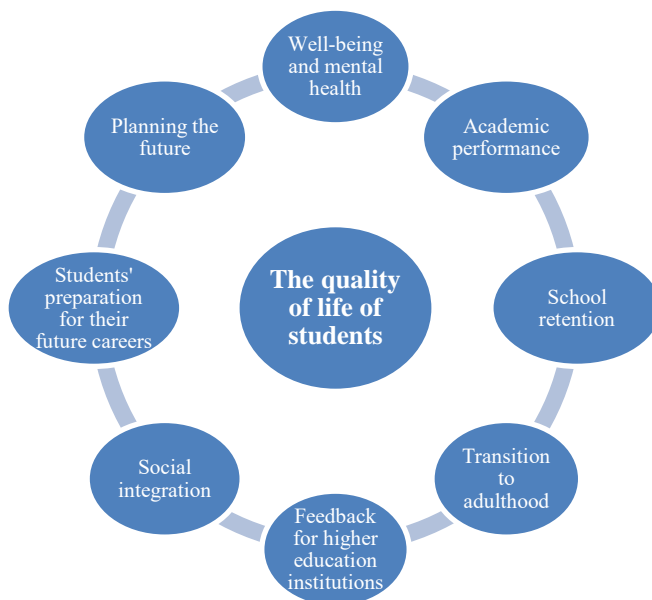 Well-being
and mental
health
Academic
performance
School
retention
Transition
to
adulthood
Feedback
for higher
education
institutions
Social
integration
Students'
preparation
for their
future careers
Planning the
future
The quality
of life of
students